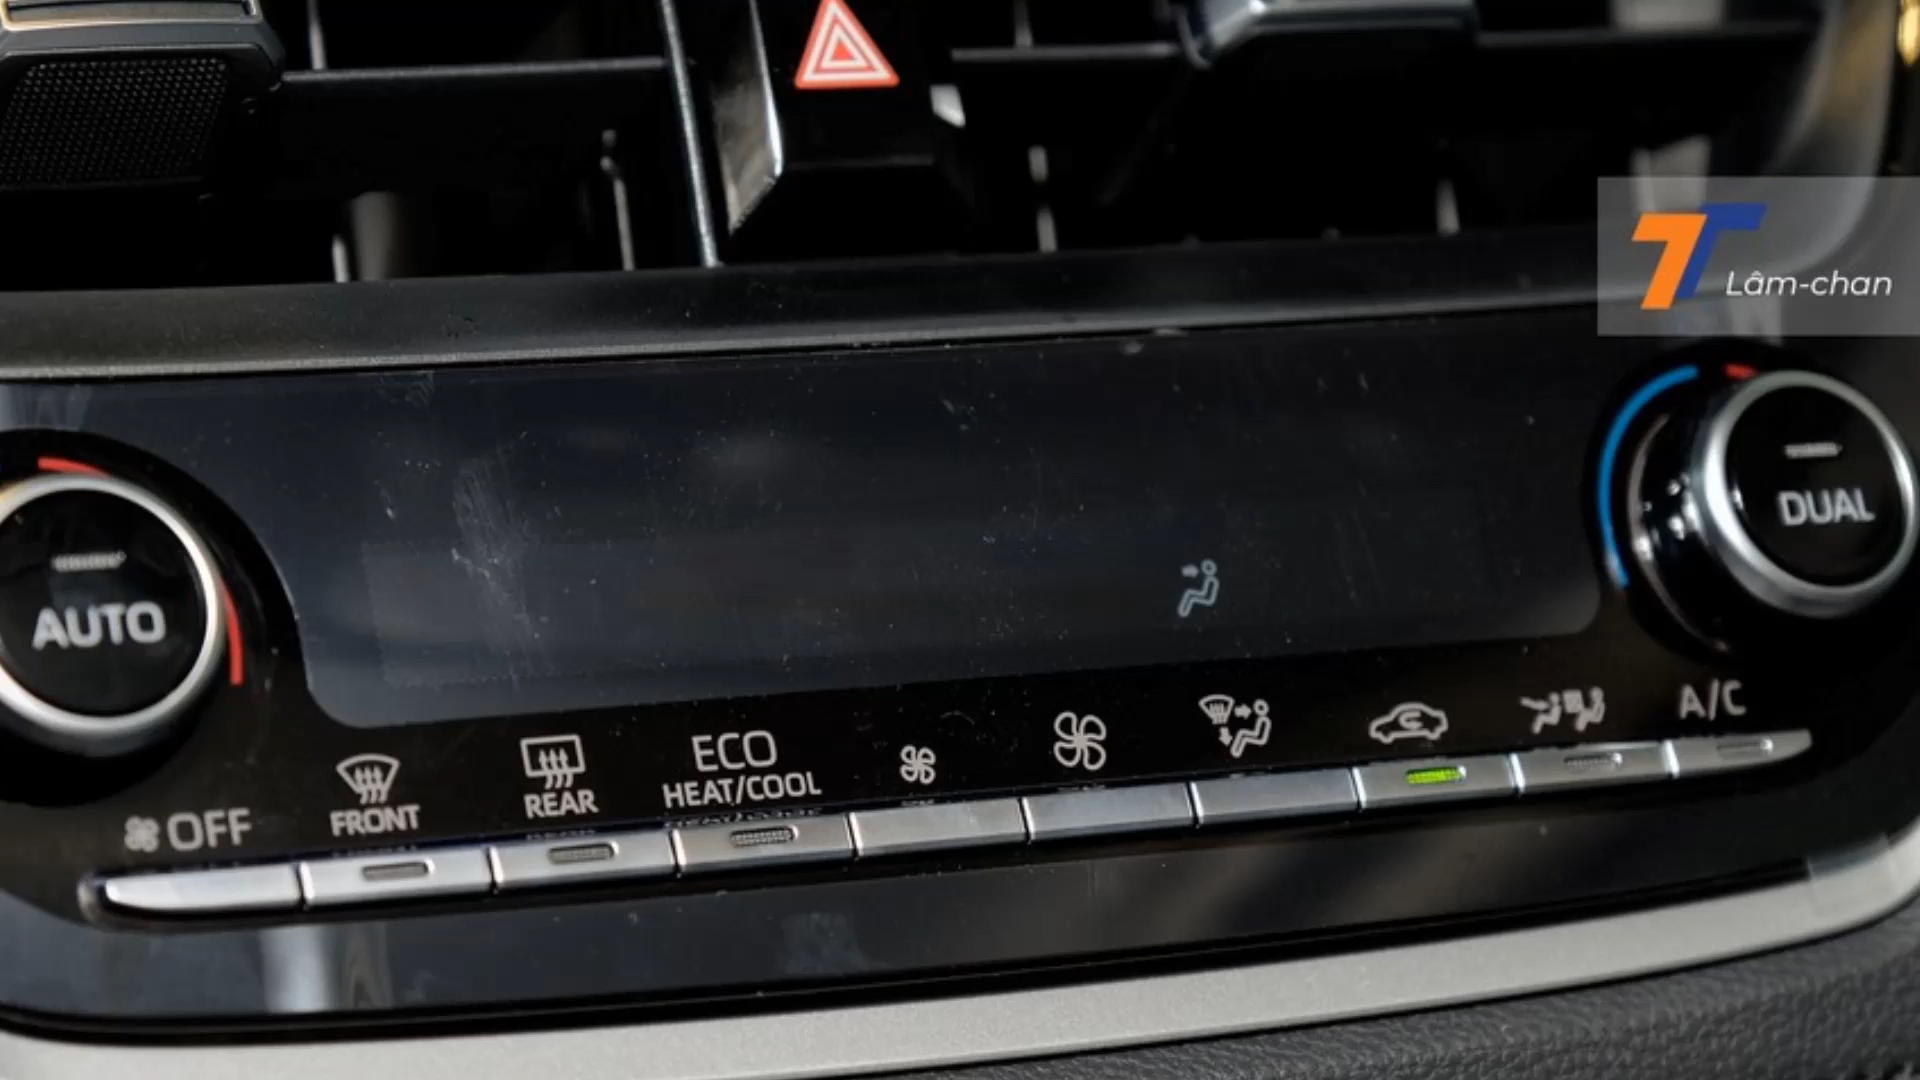 Lâm-chan
AUTO
DUAL
OFF
FRONT
REAR
ECO
HEAT/COOL
A/C